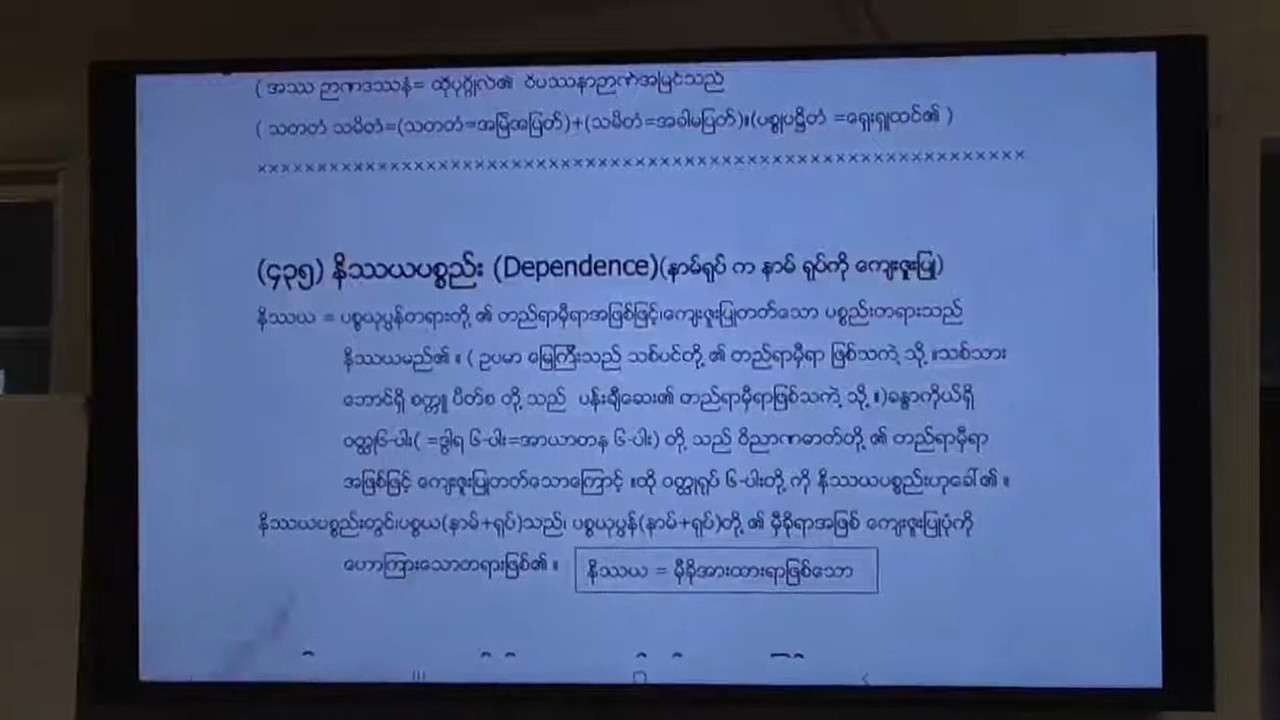 ( အဿ ဉာဏဒဿနံ= ထိုပုဂ္ဂိုလ်၏ ဝိပဿနာဉာဏ်အမြင်သည်
( သတတံ သမိတံ=(သတတံ=အမြဲအပြတ်)+(သမိတံ=အခါမပြတ်)။(ပစ္စုပဋ္ဌိတံ =ရှေးရှုထင်၏ )
×××××××××××××××××××××××××××××××××××××××××××××××××××××××××××××××
(၄၃၅) နိဿယပစ္စည်း (Dependence)(နာမ်ရုပ် က နာမ် ရုပ်ကို ကျေးဇူးပြု)
နိဿယ = ပစ္စယုပ္ပန်တရားတို့ ၏ တည်ရာမှီရာအဖြစ်ဖြင့်၊ကျေးဇူးပြုတတ်သော ပစ္စည်းတရားသည်
နိဿယမည်၏ ။ ( ဥပမာ မြေကြီးသည် သစ်ပင်တို့ ၏ တည်ရာမှီရာ ဖြစ်သကဲ့ သို့ ။သစ်သား
ဘောင်ရှိ စက္ကူ ပိတ်စ တို့ သည် ပန်းချီဆေး၏ တည်ရာမှီရာဖြစ်သကဲ့ သို့ ။)ခန္ဓာကိုယ်ရှိ
ဝတ္ထု၆-ပါး( =ဒွါရ ၆-ပါး=အာယာတန ၆-ပါး) တို့ သည် ဝိညာဏဓာတ်တို့ ၏ တည်ရာမှီရာ
အဖြစ်ဖြင့် ကျေးဇူးပြုတတ်သောကြောင့် ။ထို ဝတ္ထုရုပ် ၆-ပါးတို့ ကို နိဿယပစ္စည်းဟုခေါ် ၏ ။
နိဿယပစ္စည်းတွင်၊ပစ္စယ(နာမ်+ရုပ်)သည်၊ ပစ္စယုပ္ပန်(နာမ်+ရုပ်)တို့ ၏ မှီခိုရာအဖြစ် ကျေးဇူးပြုပုံကို
ဟောကြားသောတရားဖြစ်၏ ။ နိဿယ = မှီခိုအားထားရာဖြစ်သော